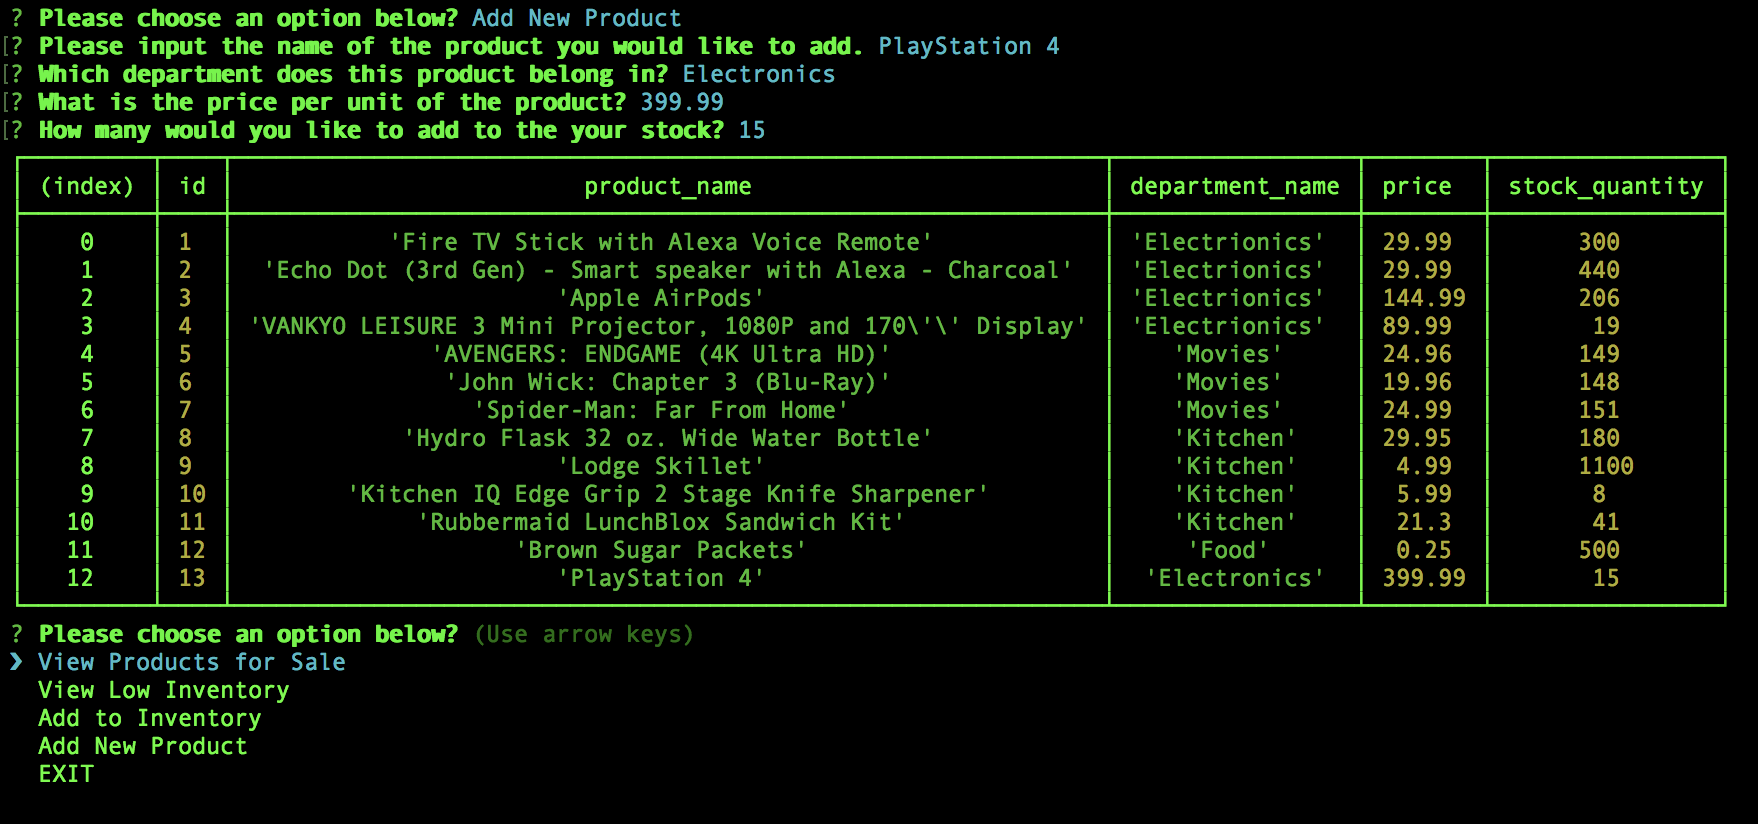 ? Please choose an option below? Add New Product
[? Please input the name of the product you would like to add. PlayStation 4
[? Which department does this product belong in? Electronics
[? What is the price per unit of the product? 399.99
[? How many would you like to add to the your stock? 15
(index) id product_name department_name price stock_quantity
0 1 'Fire TV Stick with Alexa Voice Remote' 'Electrionics' 29.99 300
1 2 'Echo Dot (3rd Gen) - Smart speaker with Alexa - Charcoal' 'Electrionics' 29.99 440
2 3 'Apple AirPods' 'Electrionics' 144.99 206
3 4 'VANKYO LEISURE 3 Mini Projector, 1080P and 170\'\' Display' 'Electrionics' 89.99 19
4 5 'AVENGERS: ENDGAME (4K Ultra HD)' 'Movies' 24.96 149
5 6 'John Wick: Chapter 3 (Blu-Ray)' 'Movies' 19.96 148
6 7 'Spider-Man: Far From Home' 'Movies' 24.99 151
7 8 'Hydro Flask 32 oz. Wide Water Bottle' 'Kitchen' 29.95 180
8 9 'Lodge Skillet' 'Kitchen' 4.99 1100
9 10 'Kitchen IQ Edge Grip 2 Stage Knife Sharpener' 'Kitchen' 5.99 8
10 11 'Rubbermaid LunchBlox Sandwich Kit' 'Kitchen' 21.3 41
11 12 'Brown Sugar Packets' 'Food' 0.25 500
12 13 'PlayStation 4' 'Electronics' 399.99 15
? Please choose an option below? (Use arrow keys)
❯ View Products for Sale
View Low Inventory
Add to Inventory
Add New Product
EXIT